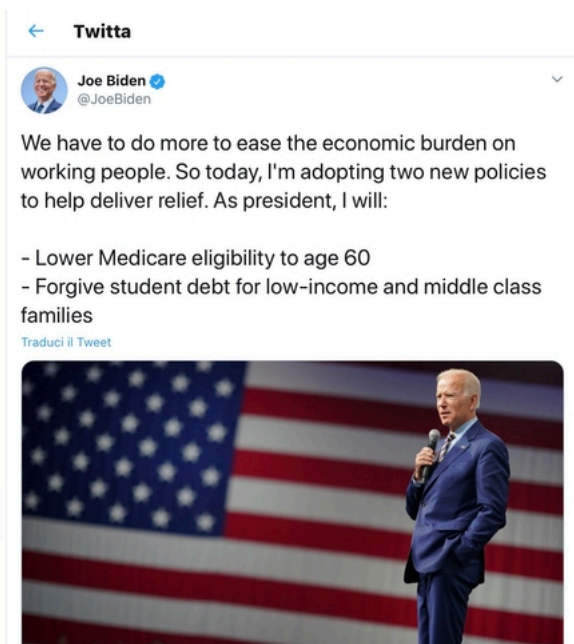 Twitta
Joe Biden
@JoeBiden
We have to do more to ease the economic burden on
working people. So today, I'm adopting two new policies
to help deliver relief. As president, I will:
- Lower Medicare eligibility to age 60
- Forgive student debt for low-income and middle class
families
Traduci il Tweet